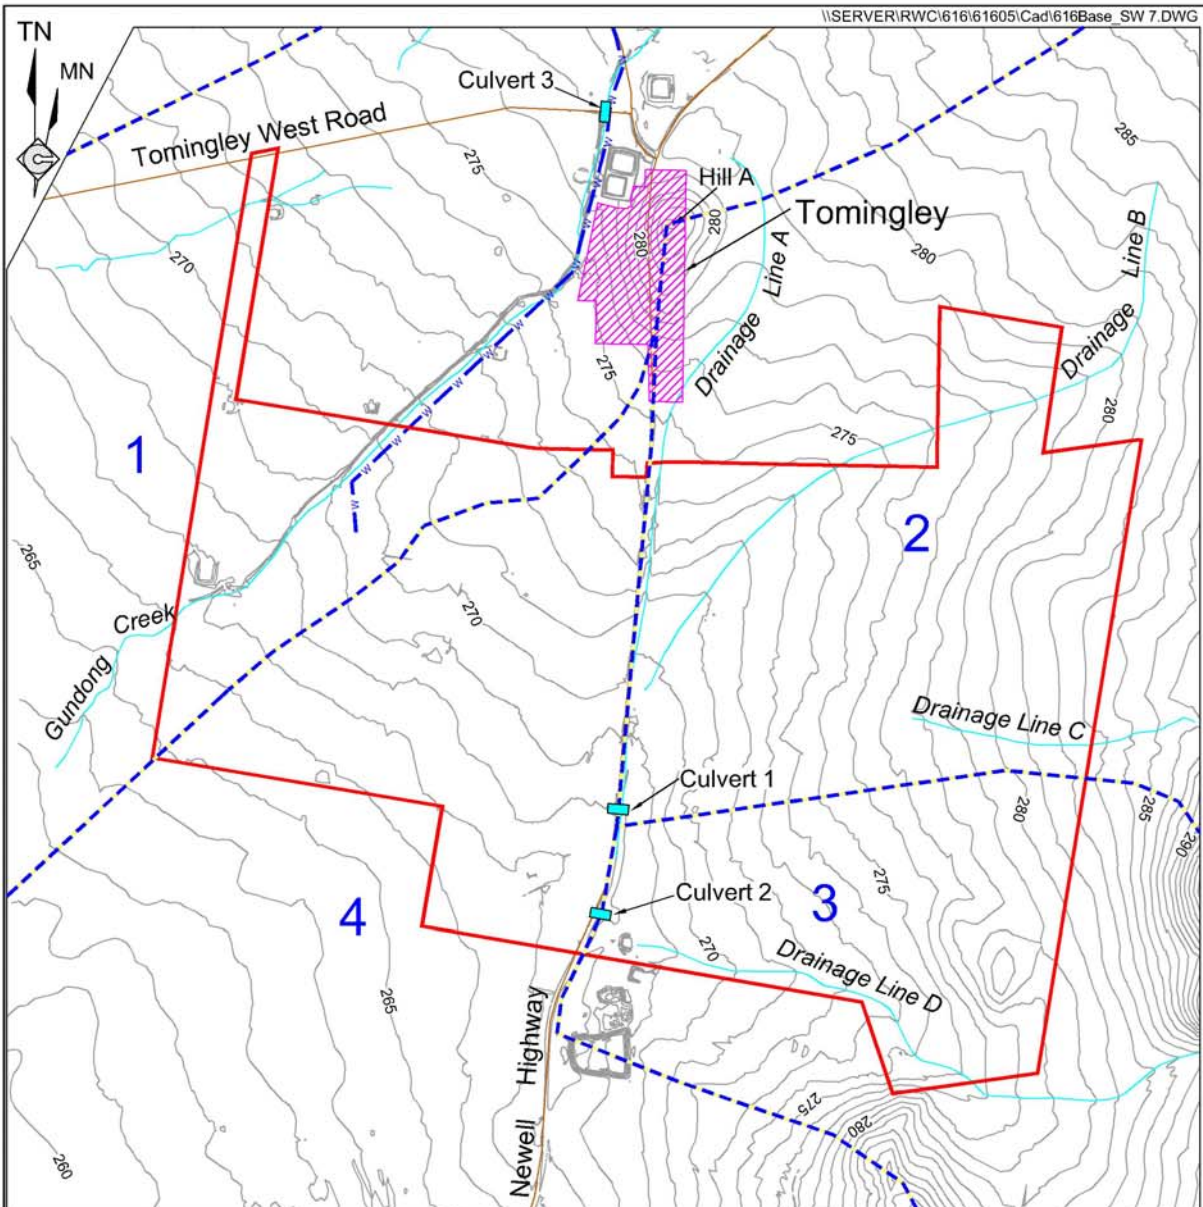 \\SERVER\RWC\616\61605\Cad\616Base_SW 7.DWG
TN
MN
Culvert 3
Tomingley West Road
285
275
Hill A
280
280
Tomingley
Line A
Line B
270
280
Drainage
Drainage
275
280
275
1
2
265
270
Creek
Gundong
Drainage Line C
Culvert 1
280
285
290
275
Culvert 2
4
3
270
Drainage Line D
265
Newell Highway
275
280
260
W
W
W
W
W
W
W
W
W
W
W
W